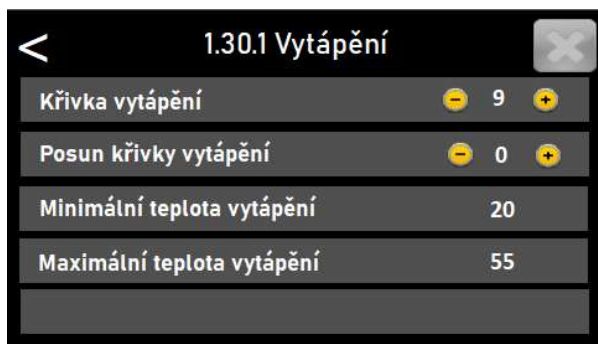 < 1.30.1 Vytápění
Křivka vytápění - 9 +
Posun křivky vytápění - 0 +
Minimální teplota vytápění 20
Maximální teplota vytápění 55